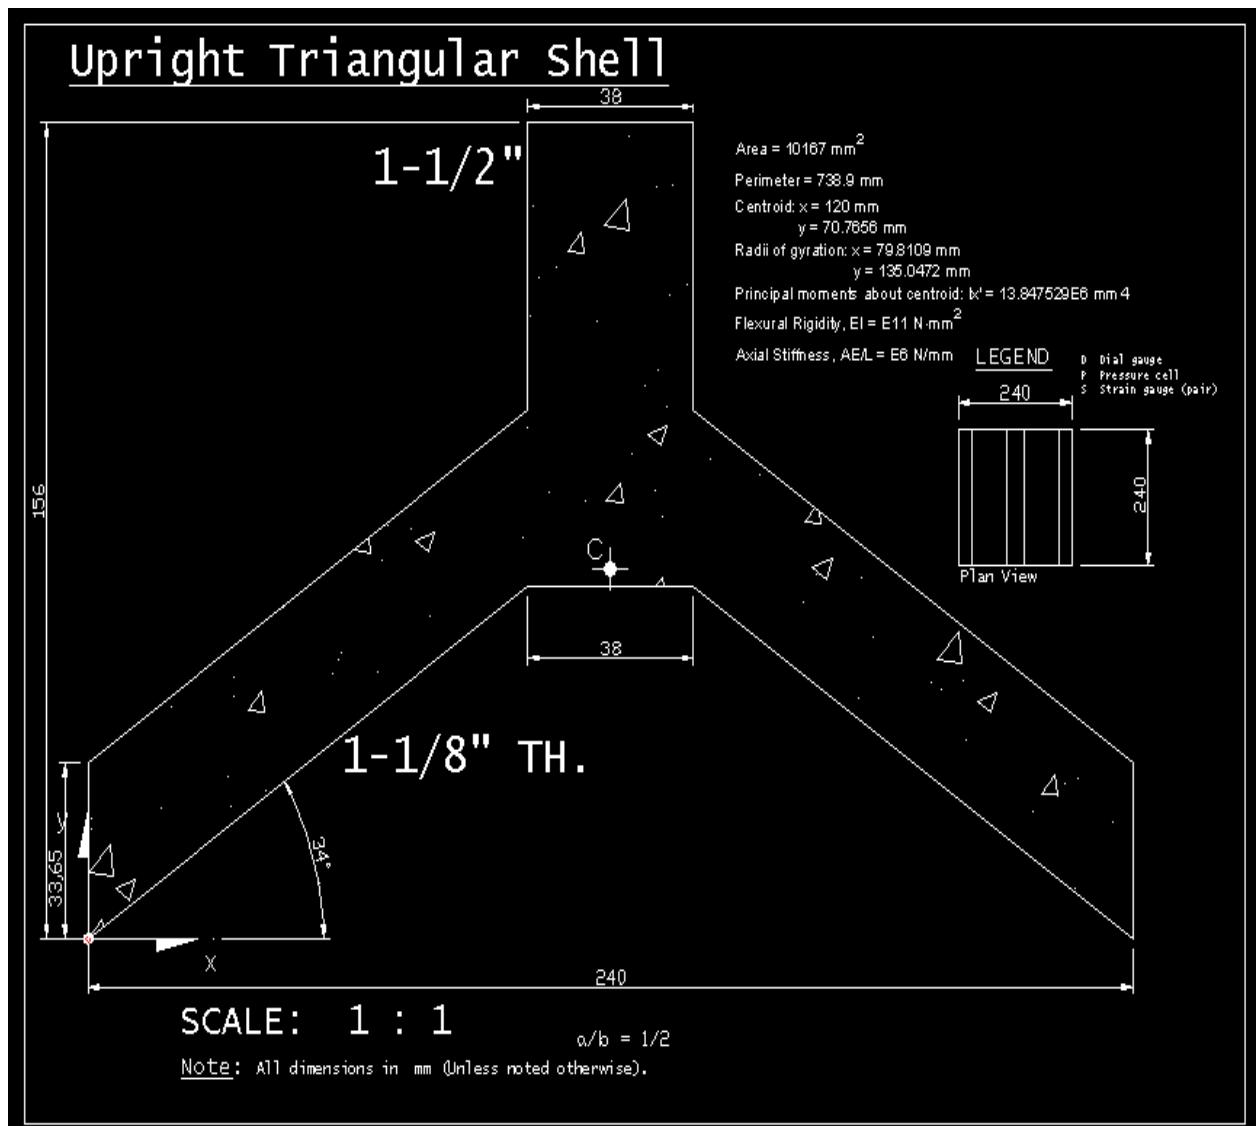 Upright Triangular Shell
38
1-1/2"
Area = 10167 mm²
Perimeter = 738.9 mm
Centroid: x = 120 mm
y = 70.7656 mm
Radii of gyration: x = 79.8109 mm
y = 135.0472 mm
Principal moments about centroid: Ix' = 13.847529E6 mm4
Flexural Rigidity, EI = E11 N·mm²
Axial Stiffness, AE/L = E6 N/mm
LEGEND
D Dial gauge
P Pressure cell
S Strain gauge (pair)
240
240
Plan View
156
C
38
1-1/8" TH.
34°
y
33,65
x
240
SCALE: 1 : 1
a/b = 1/2
Note: All dimensions in mm (Unless noted otherwise).